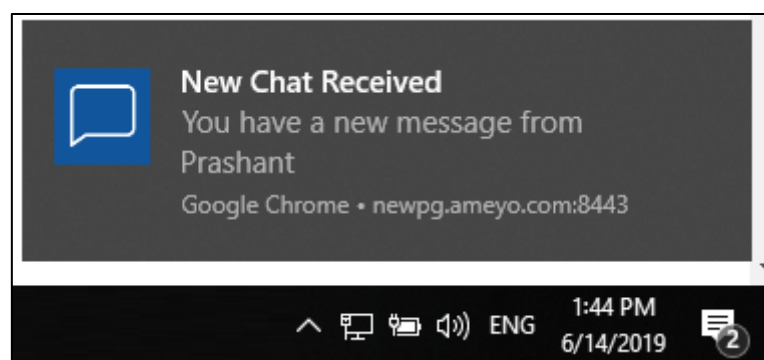 New Chat Received
You have a new message from
Prashant
Google Chrome • newpg.ameyo.com:8443
ENG
1:44 PM
6/14/2019
2